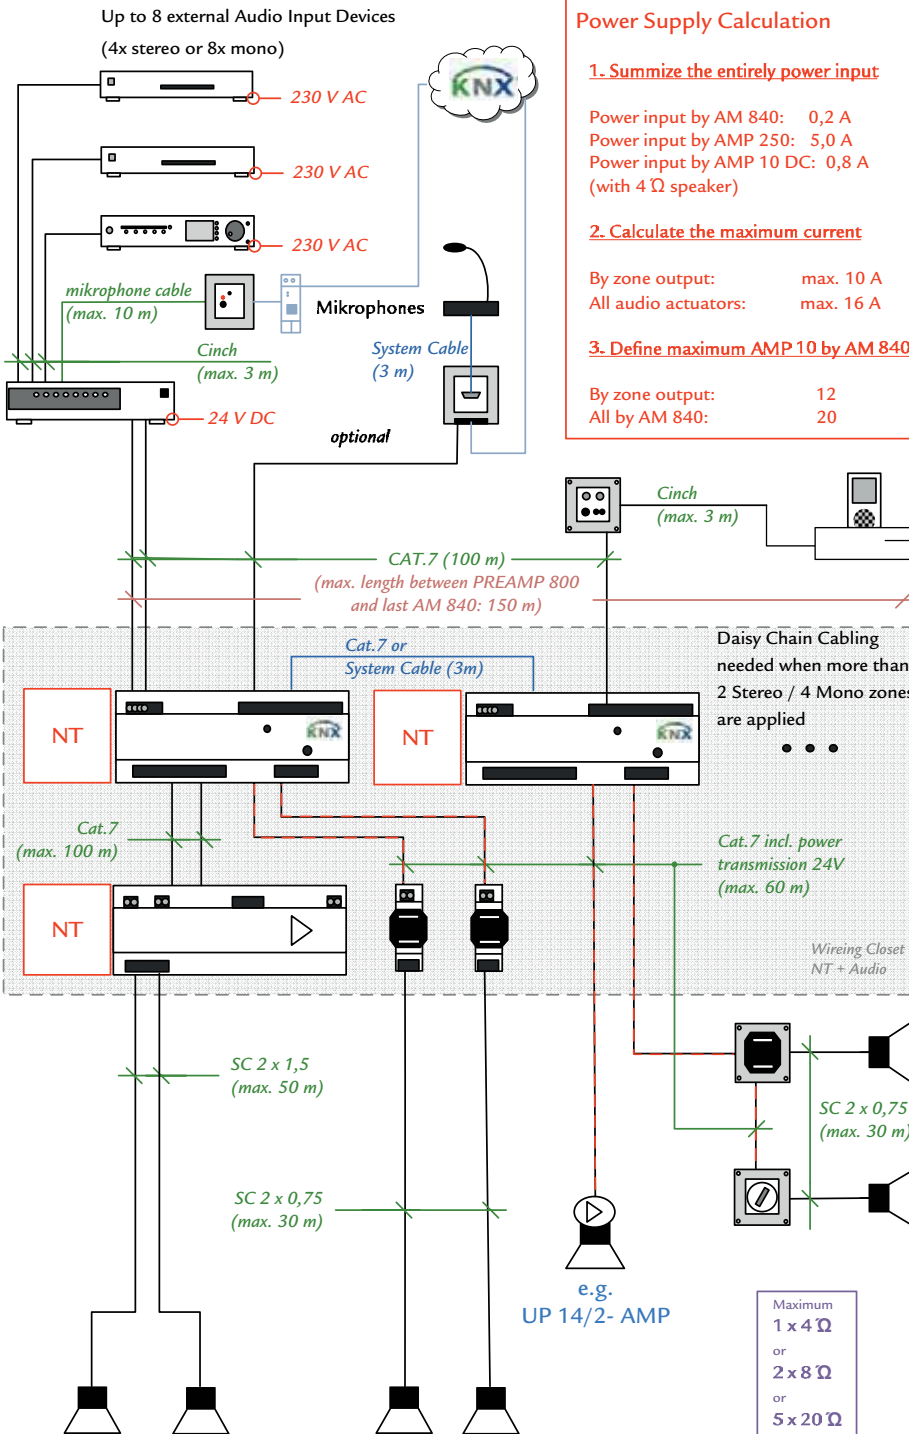 Up to 8 external Audio Input Devices
(4x stereo or 8x mono)
230 V AC
230 V AC
230 V AC
KNX
mikrophone cable
(max. 10 m)
Mikrophones
Cinch
(max. 3 m)
System Cable
(3 m)
24 V DC
optional
Power Supply Calculation
1. Summize the entirely power input
Power input by AM 840: 0,2 A
Power input by AMP 250: 5,0 A
Power input by AMP 10 DC: 0,8 A
(with 4 Ω speaker)
2. Calculate the maximum current
By zone output: max. 10 A
All audio actuators: max. 16 A
3. Define maximum AMP 10 by AM 840
By zone output: 12
All by AM 840: 20
Cinch
(max. 3 m)
CAT.7 (100 m)
(max. length between PREAMP 800
and last AM 840: 150 m)
Cat.7 or
System Cable (3m)
Daisy Chain Cabling
needed when more than
2 Stereo / 4 Mono zones
are applied
NT
KNX
NT
KNX
Cat.7
(max. 100 m)
Cat.7 incl. power
transmission 24V
(max. 60 m)
NT
Wireing Closet
NT + Audio
SC 2 x 1,5
(max. 50 m)
SC 2 x 0,75
(max. 30 m)
SC 2 x 0,75
(max. 30 m)
e.g.
UP 14/2- AMP
Maximum
1 x 4 Ω
or
2 x 8 Ω
or
5 x 20 Ω